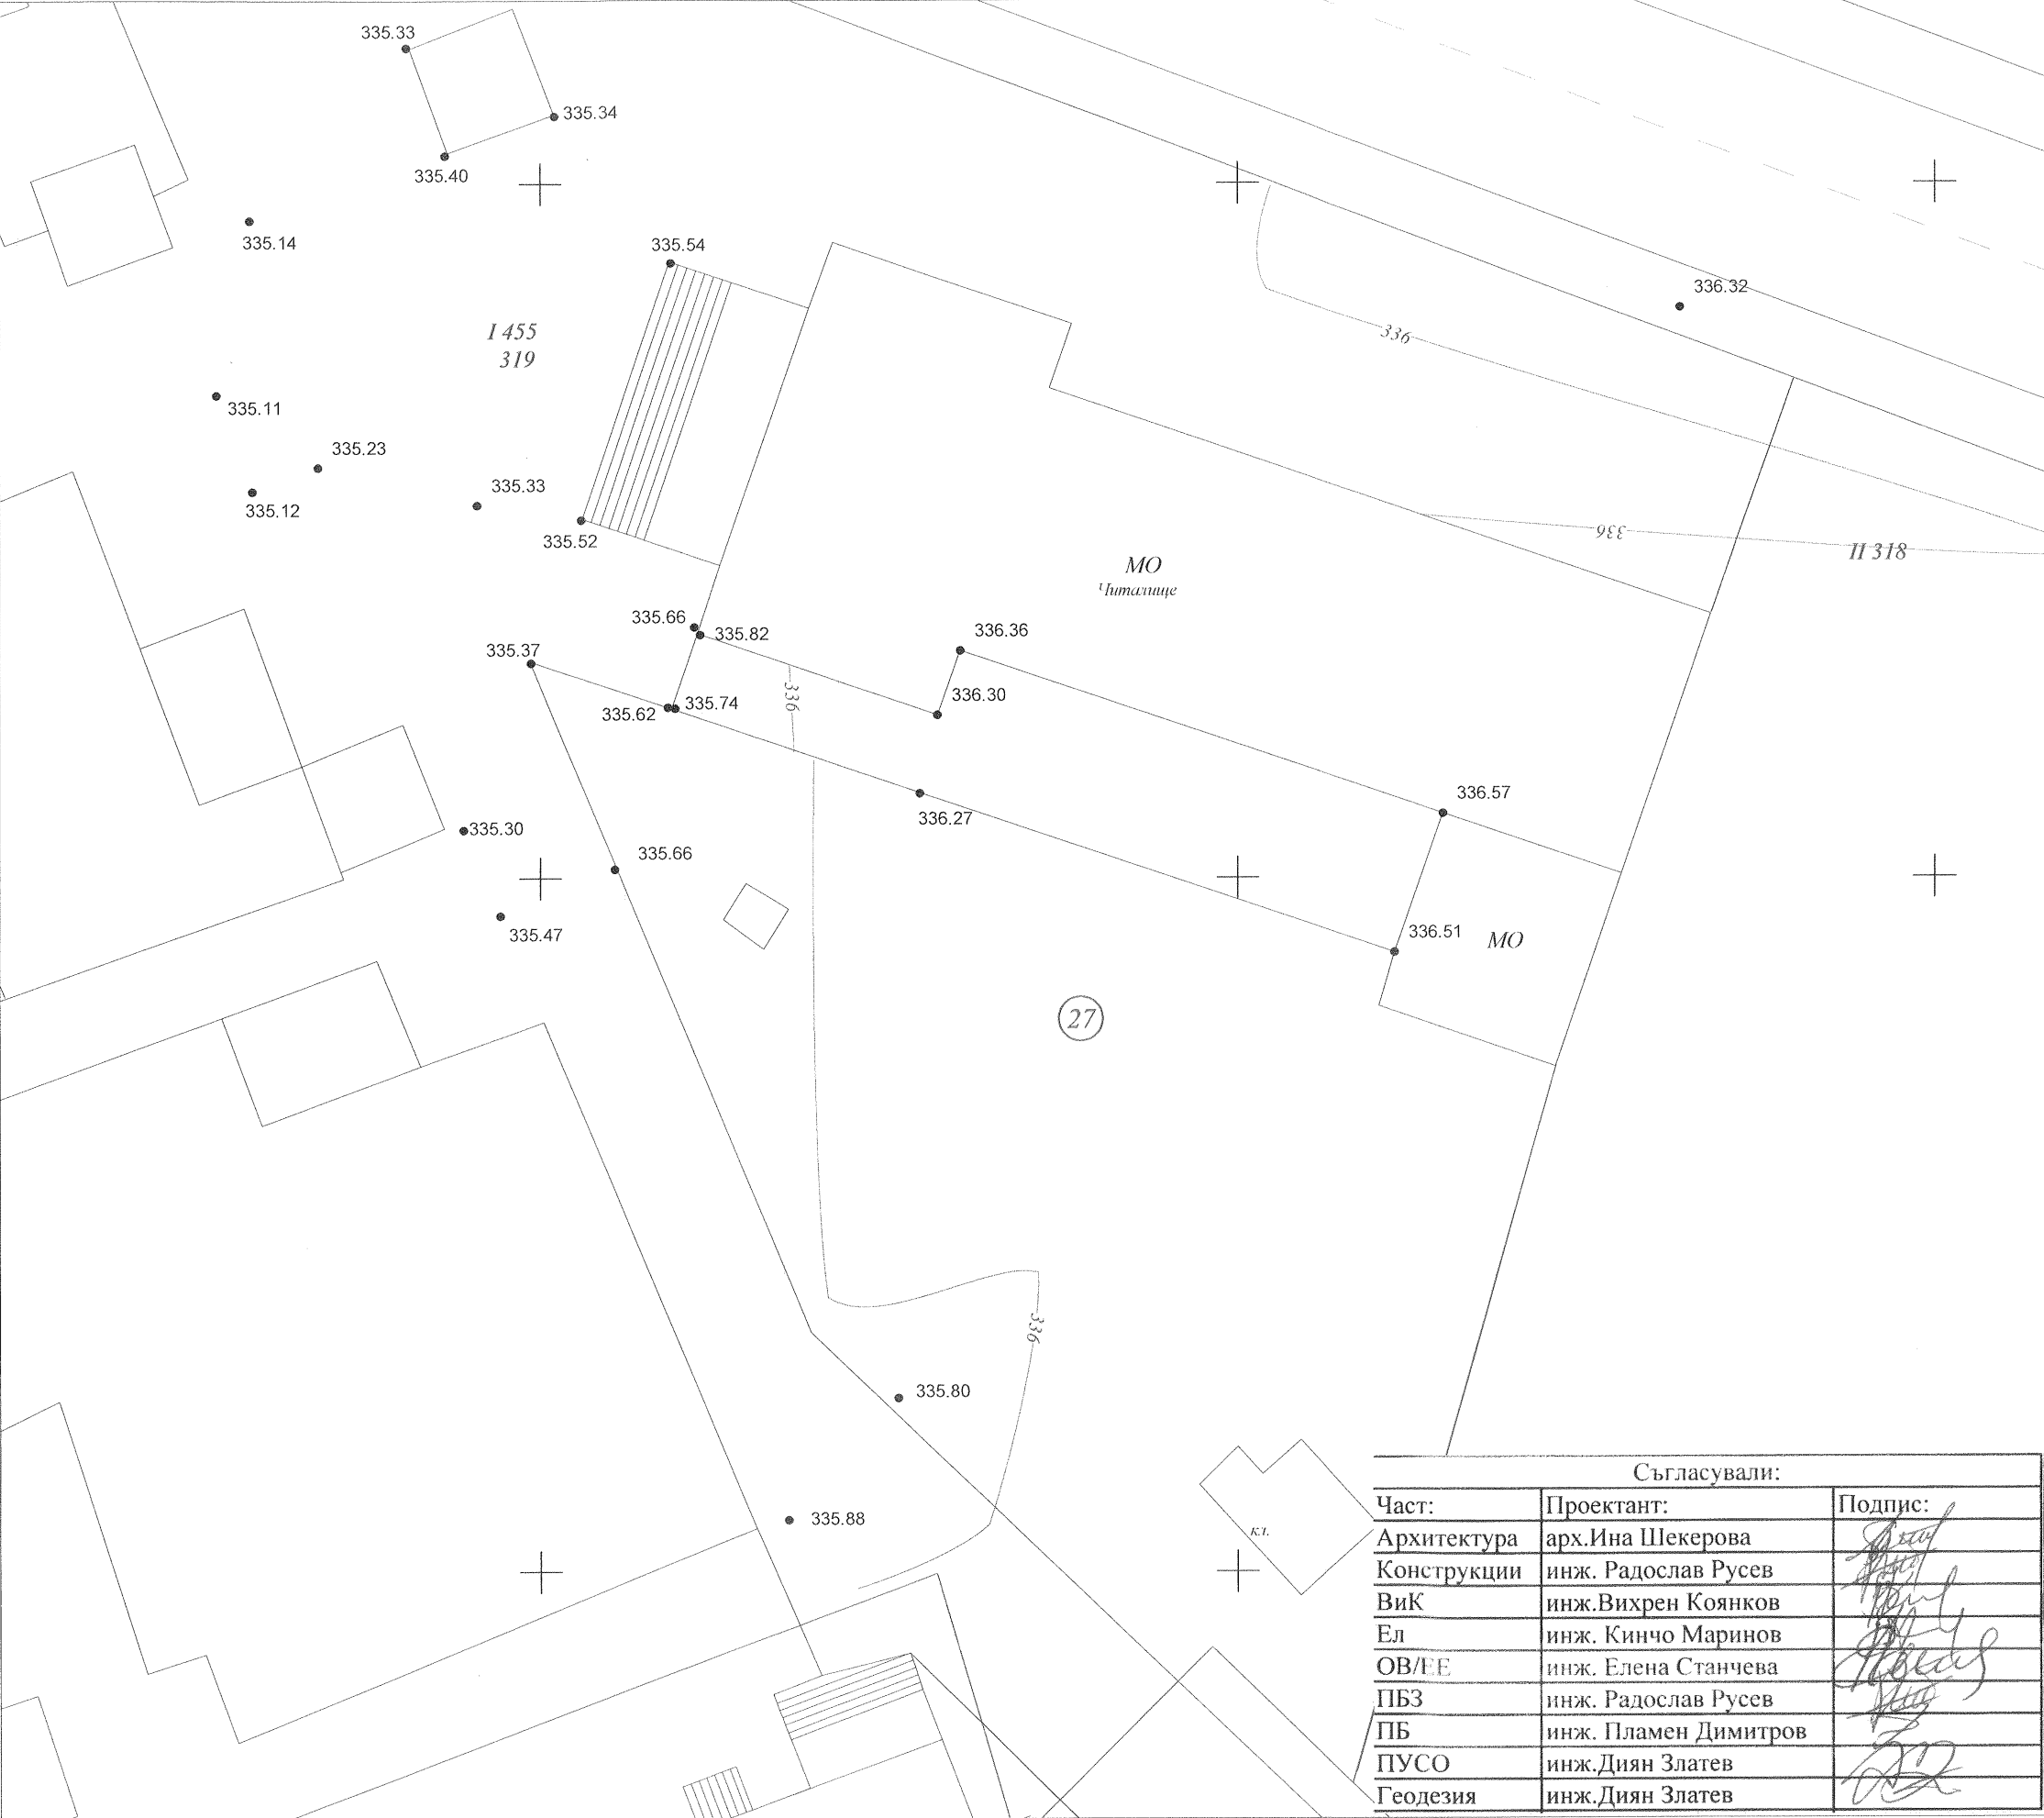 335.33
335.34
335.40
335.14
335.54
336.32
I 455
319
336
335.11
335.23
335.33
335.12
335.52
336
II 318
МО
Читалище
335.66
335.82
336.36
335.37
336
336.30
335.74
335.62
336.57
336.27
335.30
335.66
335.47
336.51
МО
27
336
335.80
335.88
кл.
Съгласували:
Част: Проектант: Подпис:
Архитектура арх.Ина Шекерова
Конструкции инж. Радослав Русев
ВиК инж.Вихрен Коянков
Ел инж. Кинчо Маринов
ОВ/ЕЕ инж. Елена Станчева
ПБЗ инж. Радослав Русев
ПБ инж. Пламен Димитров
ПУСО инж.Диян Златев
Геодезия инж.Диян Златев